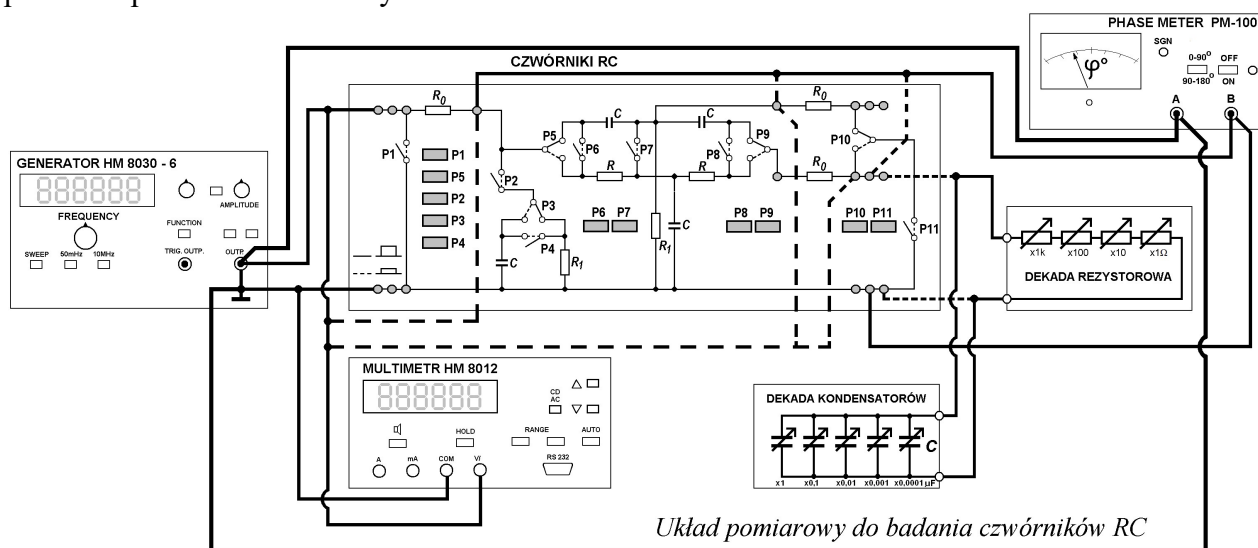 PHASE METER PM-100
SGN
0-90°
90-180°
OFF
ON
φ°
A
B
CZWÓRNIKI RC
R0
R0
C
C
P5
P6
P7
P8
P9
P10
P1
P1
P5
P2
P3
P4
P2
R
R
R0
P3
P4
P6 P7
P8 P9
P10 P11
P11
C
R1
R1
C
GENERATOR HM 8030 - 6
888888
AMPLITUDE
FREQUENCY
FUNCTION
SWEEP
50mHz
10MHz
TRIG. OUTP.
OUTP.
x1k
x100
x10
x1Ω
DEKADA REZYSTOROWA
MULTIMETR HM 8012
888888
CD
AC
HOLD
RANGE
AUTO
A
mA
COM
V/
RS 232
DEKADA KONDENSATORÓW
C
x1
x0,1
x0,01
x0,001
x0,0001µF
Układ pomiarowy do badania czwórników RC